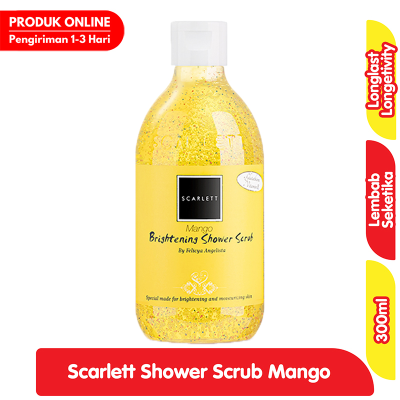 PRODUK ONLINE
Pengiriman 1-3 Hari
Longlast
Longetivity
Lembab
Seketika
300ml
SCARLETT
Mango
Brightening Shower Scrub
By Felicya Angelista
Special made for brightening and moisturizing skin
Scarlett Shower Scrub Mango